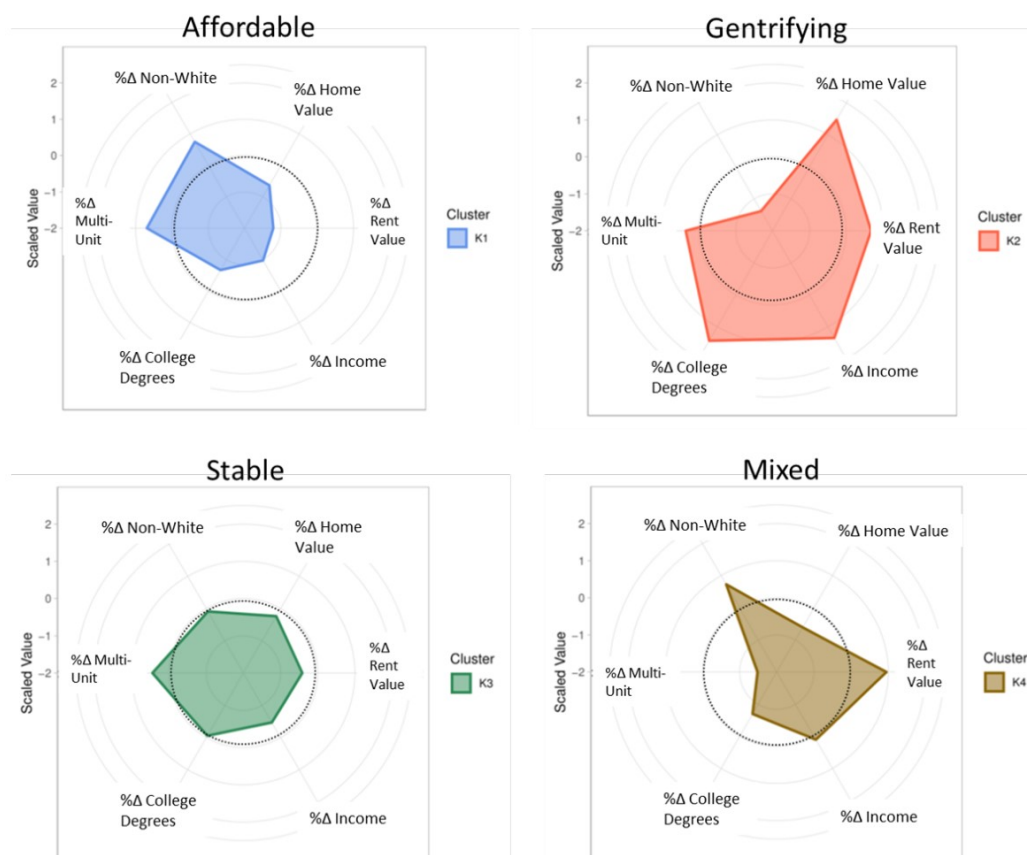 Affordable
%Δ Non-White
%Δ Home
Value
2
1
0
−1
−2
Scaled Value
%Δ
Multi-
Unit
%Δ
Rent
Value
%Δ College
Degrees
%Δ Income
Cluster
K1
Gentrifying
%Δ Non-White
%Δ Home Value
2
1
0
−1
−2
Scaled Value
%Δ Multi-
Unit
%Δ Rent
Value
%Δ College
Degrees
%Δ Income
Cluster
K2
Stable
%Δ Non-White
%Δ Home
Value
2
1
0
−1
−2
Scaled Value
%Δ Multi-
Unit
%Δ
Rent
Value
%Δ College
Degrees
%Δ Income
Cluster
K3
Mixed
%Δ Non-White
%Δ Home Value
2
1
0
−1
−2
Scaled Value
%Δ Multi-
Unit
%Δ
Rent
Value
%Δ College
Degrees
%Δ Income
Cluster
K4